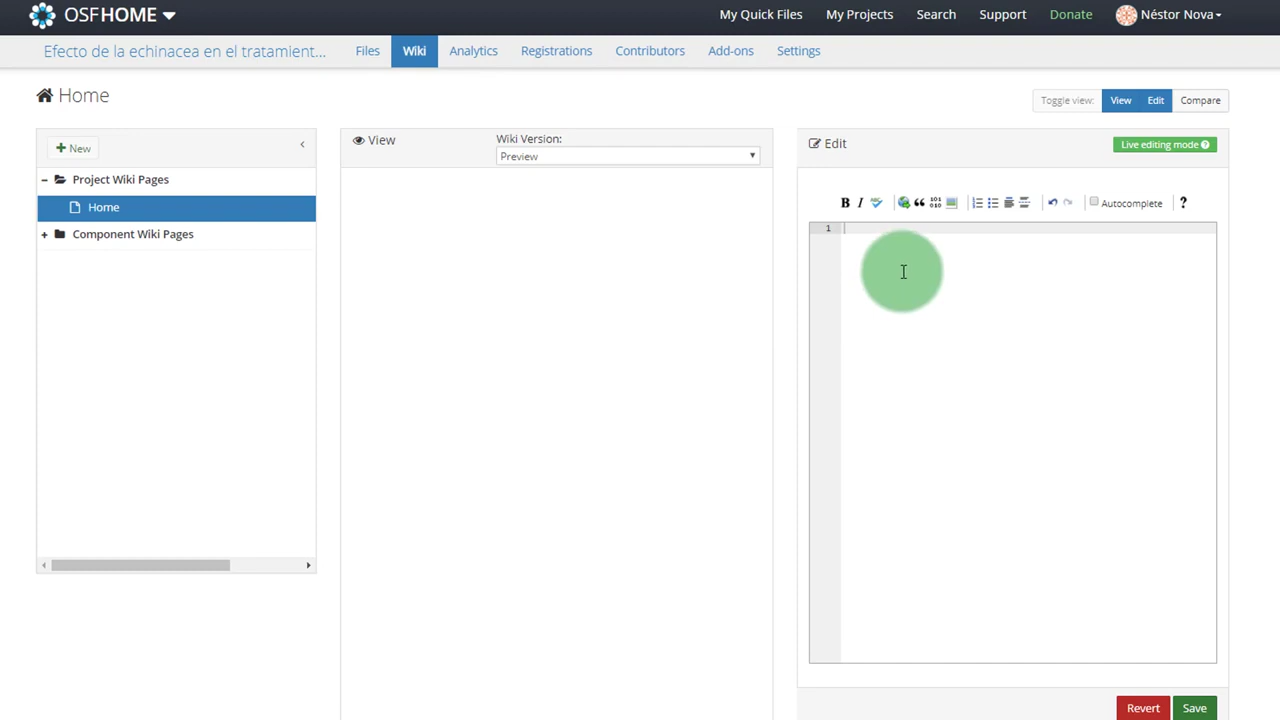 OSFHOME
My Quick Files
My Projects
Search
Support
Donate
Néstor Nova
Efecto de la echinacea en el tratamient...
Files
Wiki
Analytics
Registrations
Contributors
Add-ons
Settings
Home
Toggle view:
View
Edit
Compare
New
Project Wiki Pages
Home
Component Wiki Pages
View
Wiki Version:
Preview
Edit
Live editing mode
B I
101
010
Autocomplete
?
1
Revert
Save